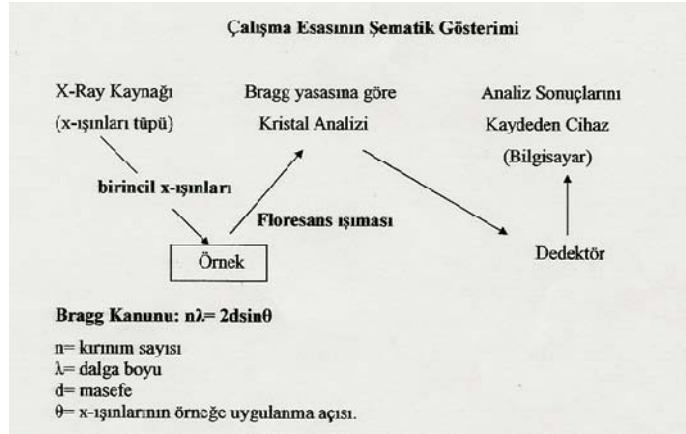 Çalışma Esasının Şematik Gösterimi
X-Ray Kaynağı
(x-ışınları tüpü)
Bragg yasasına göre
Kristal Analizi
Analiz Sonuçlarını
Kaydeden Cihaz
(Bilgisayar)
birincil x-ışınları
Floresans ışıması
Örnek
Dedektör
Bragg Kanunu: nλ= 2dsinθ
n= kırınım sayısı
λ= dalga boyu
d= masefe
θ= x-ışınlarının örneğe uygulanma açısı.